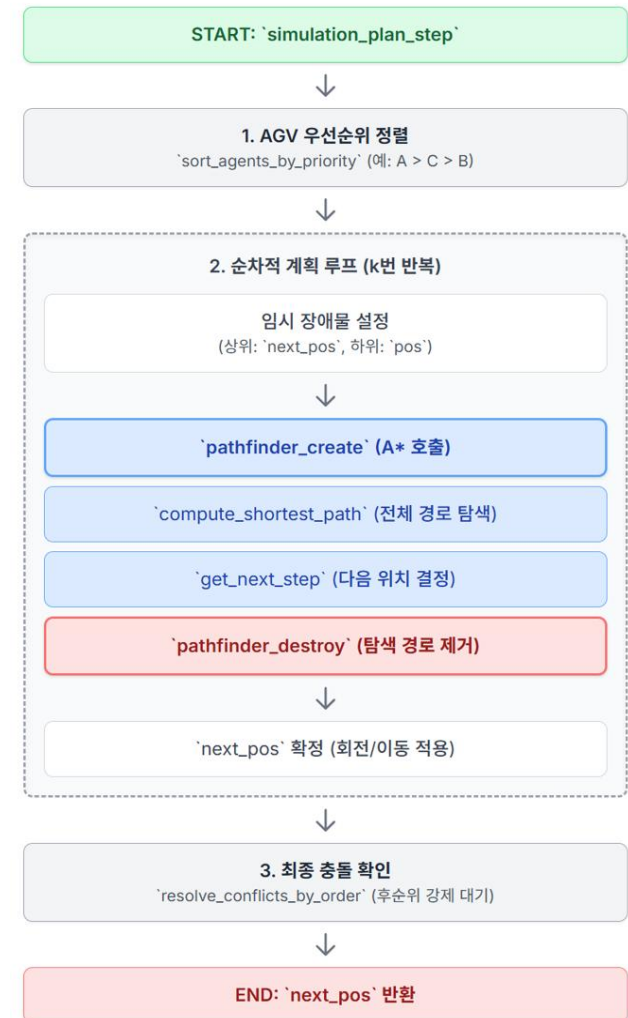 START: `simulation_plan_step`
1. AGV 우선순위 정렬
`sort_agents_by_priority` (예: A > C > B)
2. 순차적 계획 루프 (k번 반복)
임시 장애물 설정
(상위: `next_pos`, 하위: `pos`)
`pathfinder_create` (A* 호출)
`compute_shortest_path` (전체 경로 탐색)
`get_next_step` (다음 위치 결정)
`pathfinder_destroy` (탐색 경로 제거)
`next_pos` 확정 (회전/이동 적용)
3. 최종 충돌 확인
`resolve_conflicts_by_order` (후순위 강제 대기)
END: `next_pos` 반환